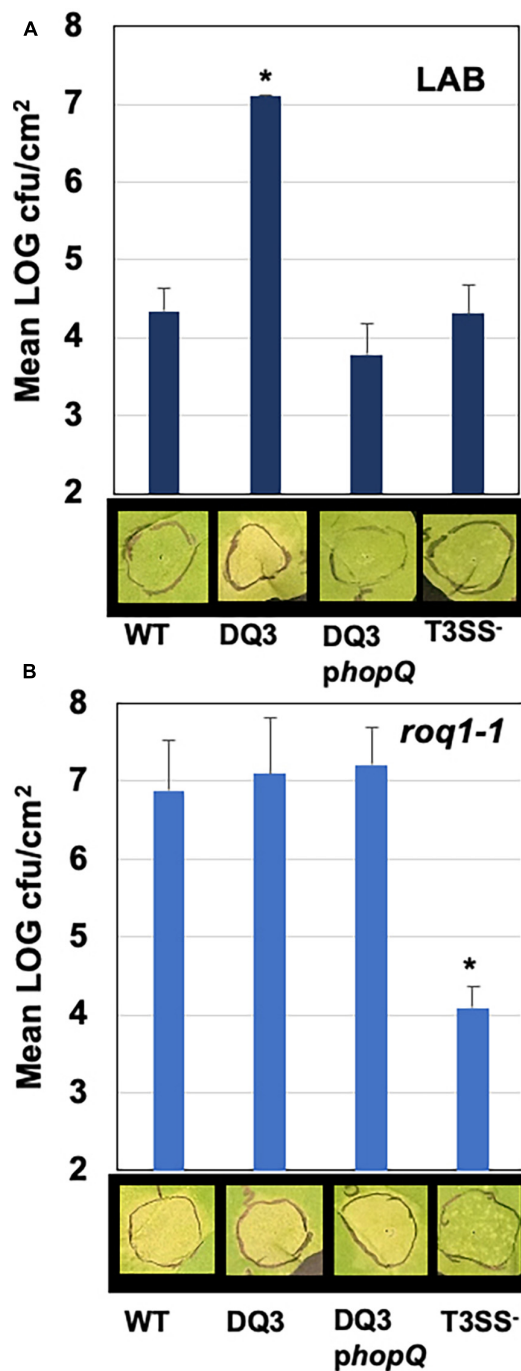 A
8
LAB
7
*
6
5
4
3
2
Mean LOG cfu/cm²
WT DQ3 DQ3 phopQ T3SS⁻
B
8
roq1-1
7
6
5
*
4
3
2
Mean LOG cfu/cm²
WT DQ3 DQ3 phopQ T3SS⁻